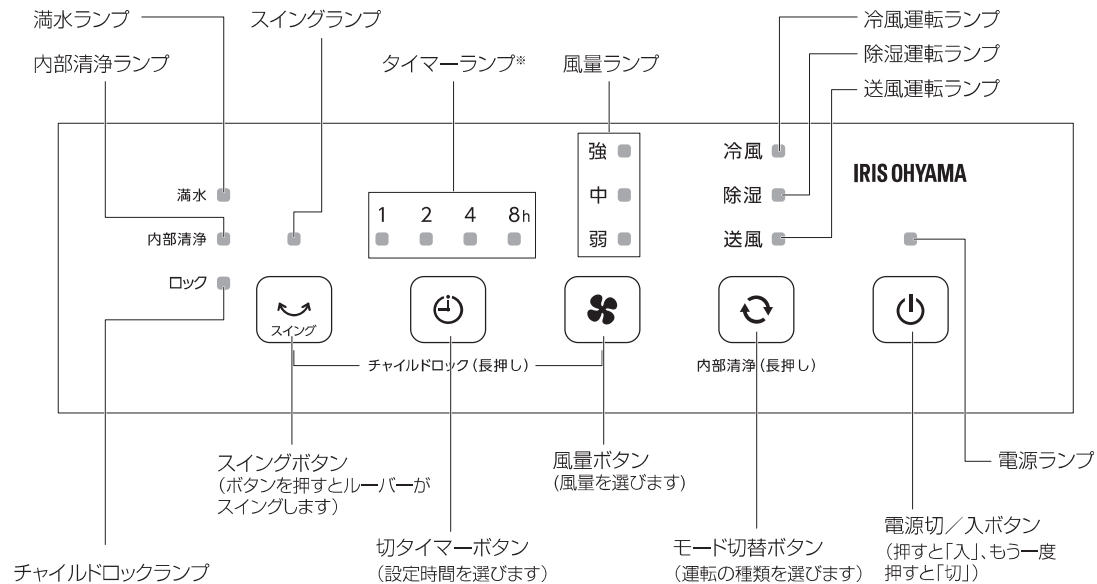 満水ランプ
スイングランプ
冷風運転ランプ
内部清浄ランプ
タイマーランプ※
風量ランプ
除湿運転ランプ
送風運転ランプ
強
冷風
IRIS OHYAMA
満水
中
除湿
1 2 4 8h
内部清浄
弱
送風
ロック
スイング
チャイルドロック(長押し)
内部清浄(長押し)
スイングボタン
(ボタンを押すとルーバーが
スイングします)
風量ボタン
(風量を選びます)
電源ランプ
チャイルドロックランプ
切タイマーボタン
(設定時間を選びます)
モード切替ボタン
(運転の種類を選びます)
電源切/入ボタン
(押すと「入」、もう一度
押すと「切」)